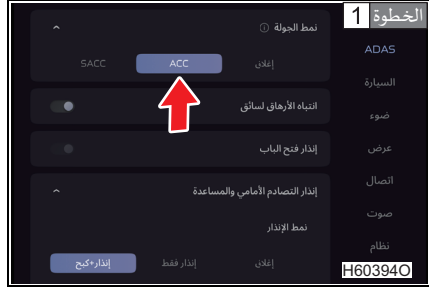 الخطوة 1
نمط الجولة
إغلاق ACC SACC
انتباه الأرهاق لسائق
إنذار فتح الباب
إنذار التصادم الأمامي والمساعدة
نمط الإنذار
إغلاق إنذار فقط إنذار+كبح
ADAS
السيارة
ضوء
عرض
اتصال
صوت
نظام
H60394O